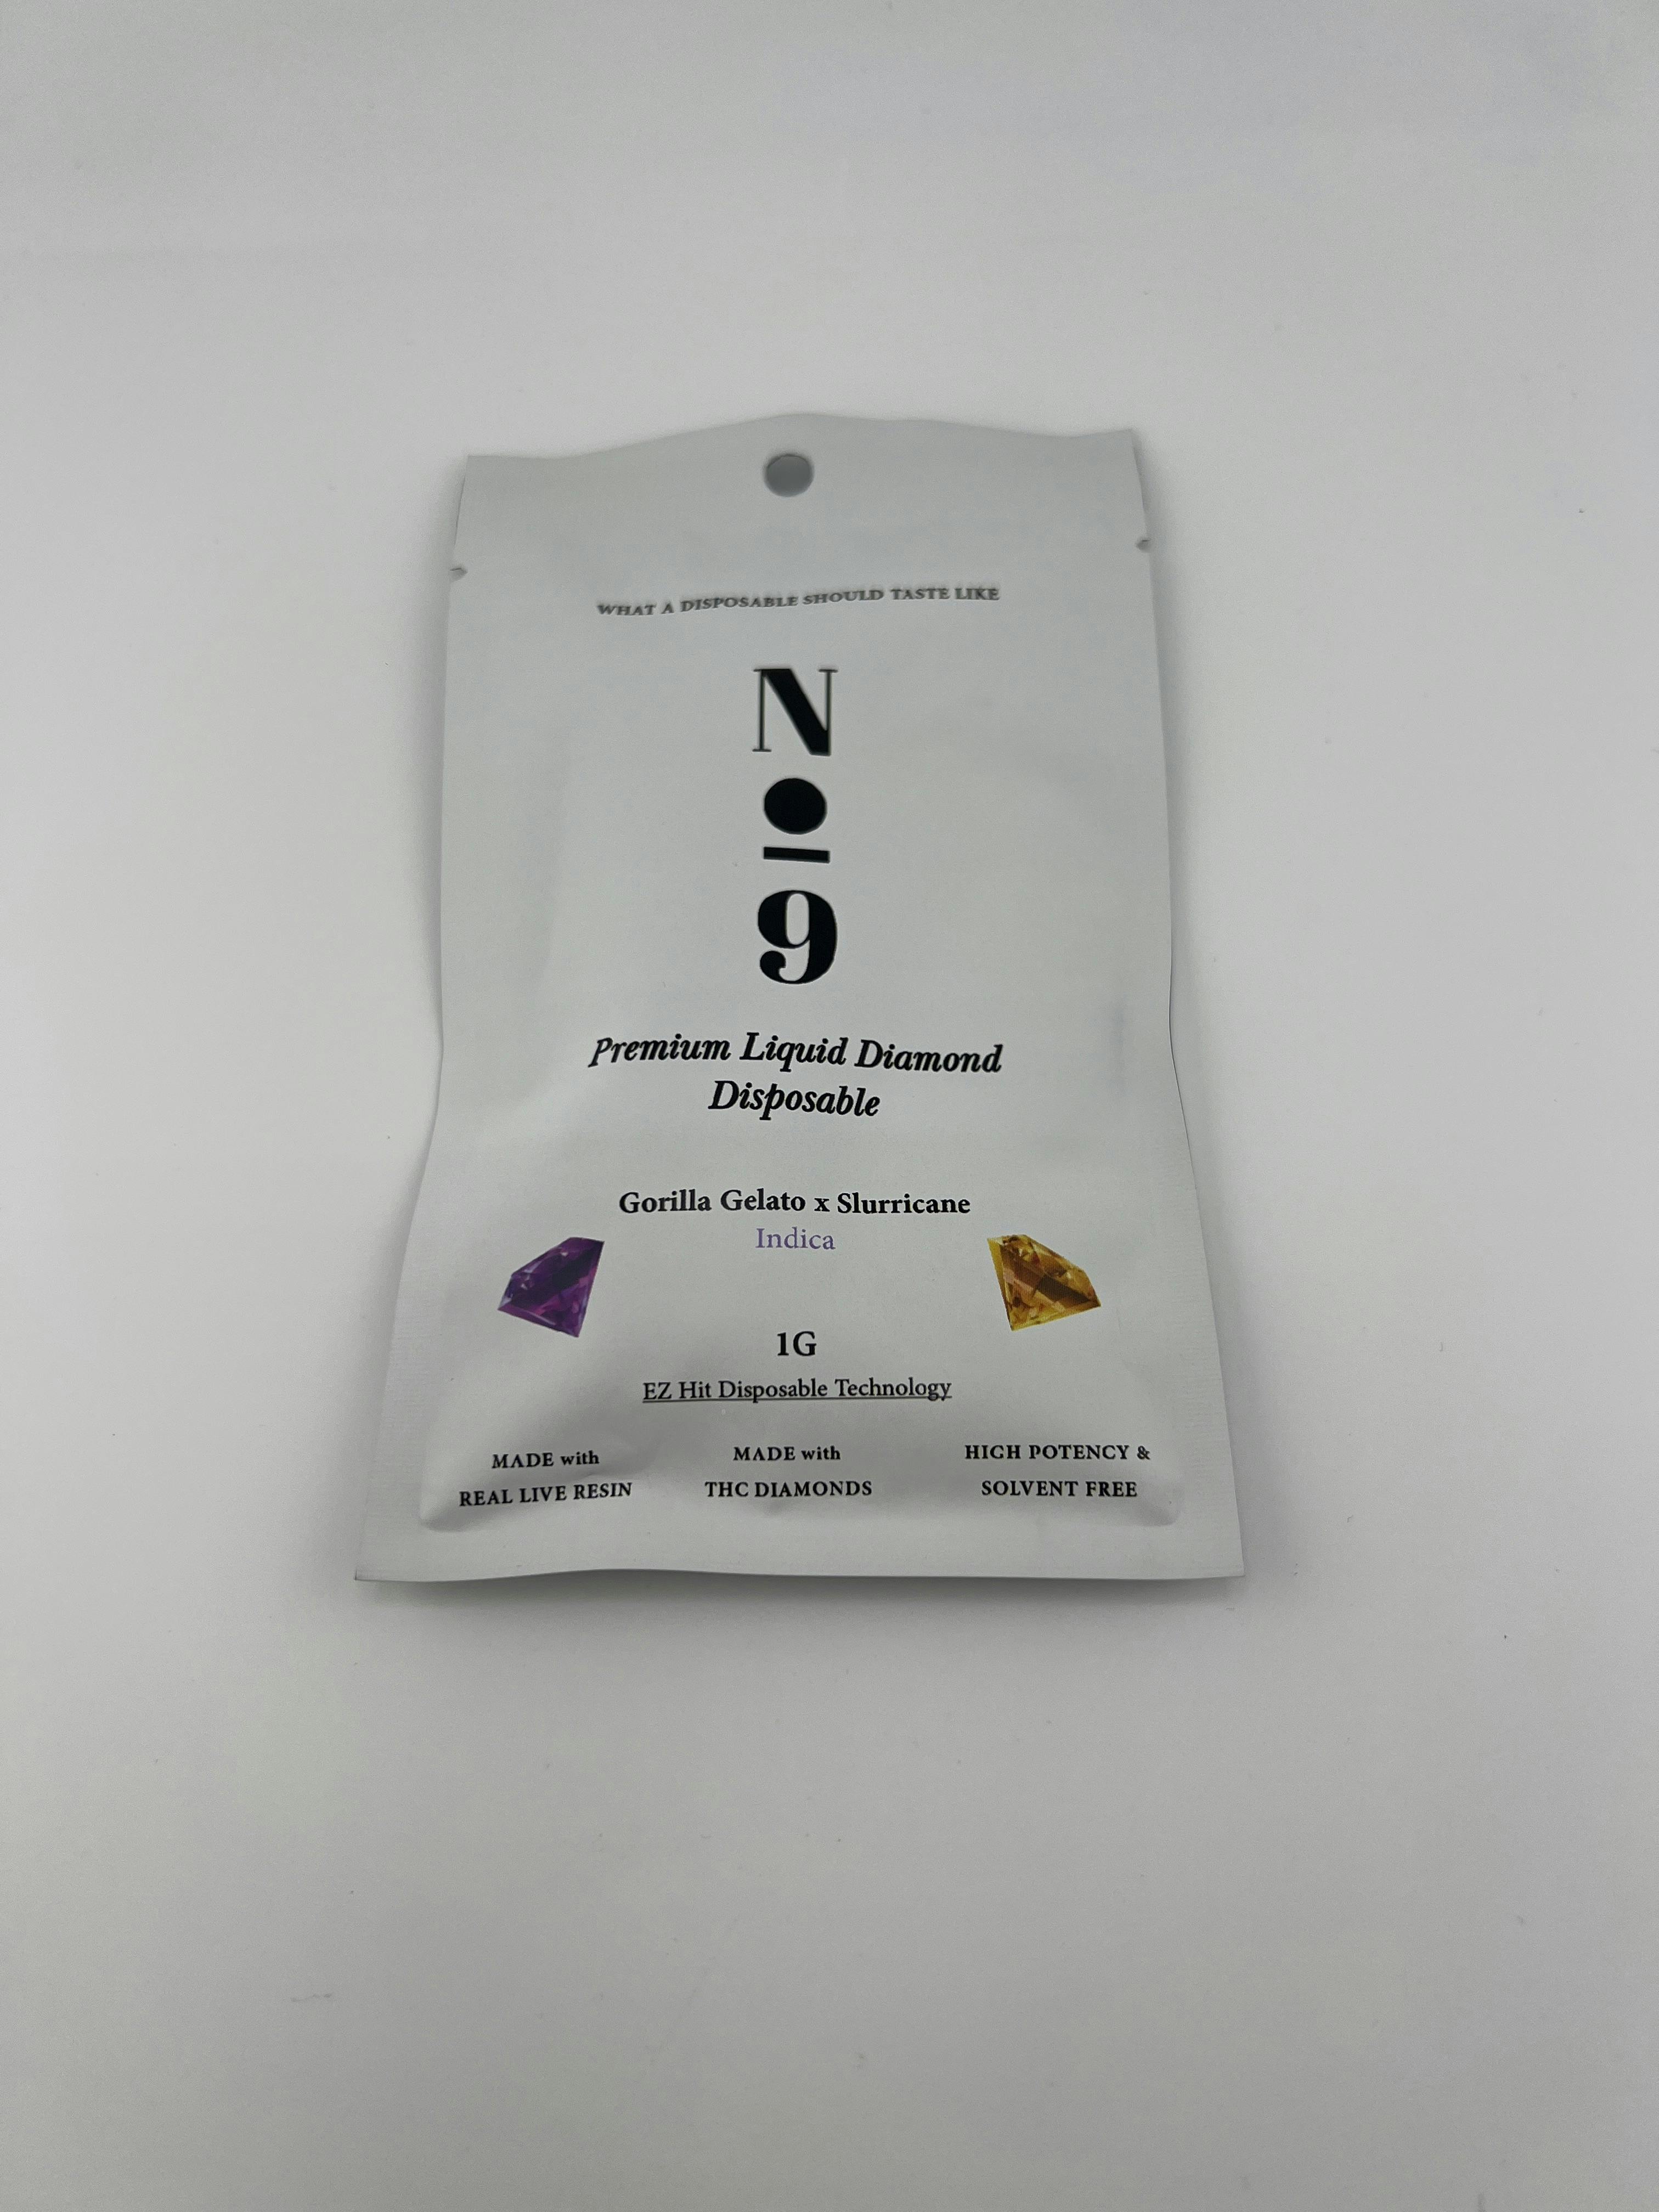 WHAT A DISPOSABLE SHOULD TASTE LIKE
N
o
9
Premium Liquid Diamond
Disposable
Gorilla Gelato x Slurricane
Indica
1G
EZ Hit Disposable Technology
MADE with
REAL LIVE RESIN
MADE with
THC DIAMONDS
HIGH POTENCY &
SOLVENT FREE